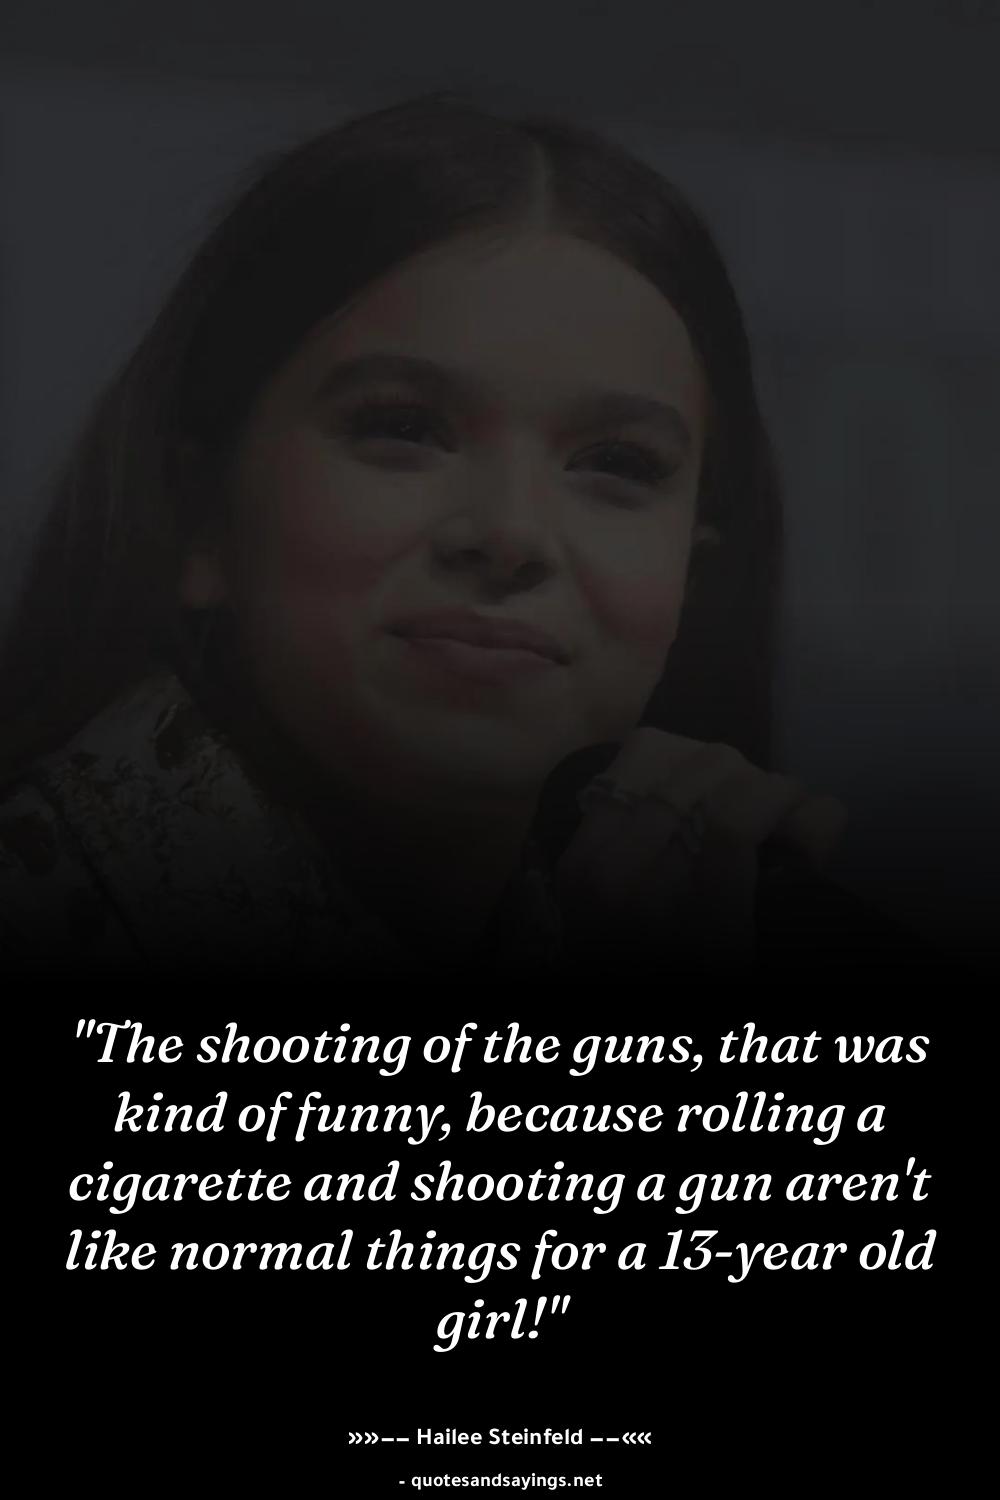 "The shooting of the guns, that was
kind of funny, because rolling a
cigarette and shooting a gun aren't
like normal things for a 13-year old
girl!"
»»–– Hailee Steinfeld ––««
- quotesandsayings.net